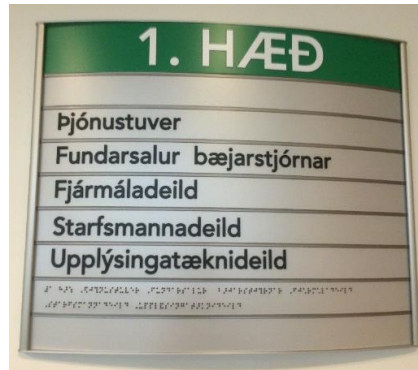 1. HÆÐ
Þjónustuver
Fundarsalur bæjarstjórnar
Fjármáladeild
Starfsmannadeild
Upplýsingatæknideild